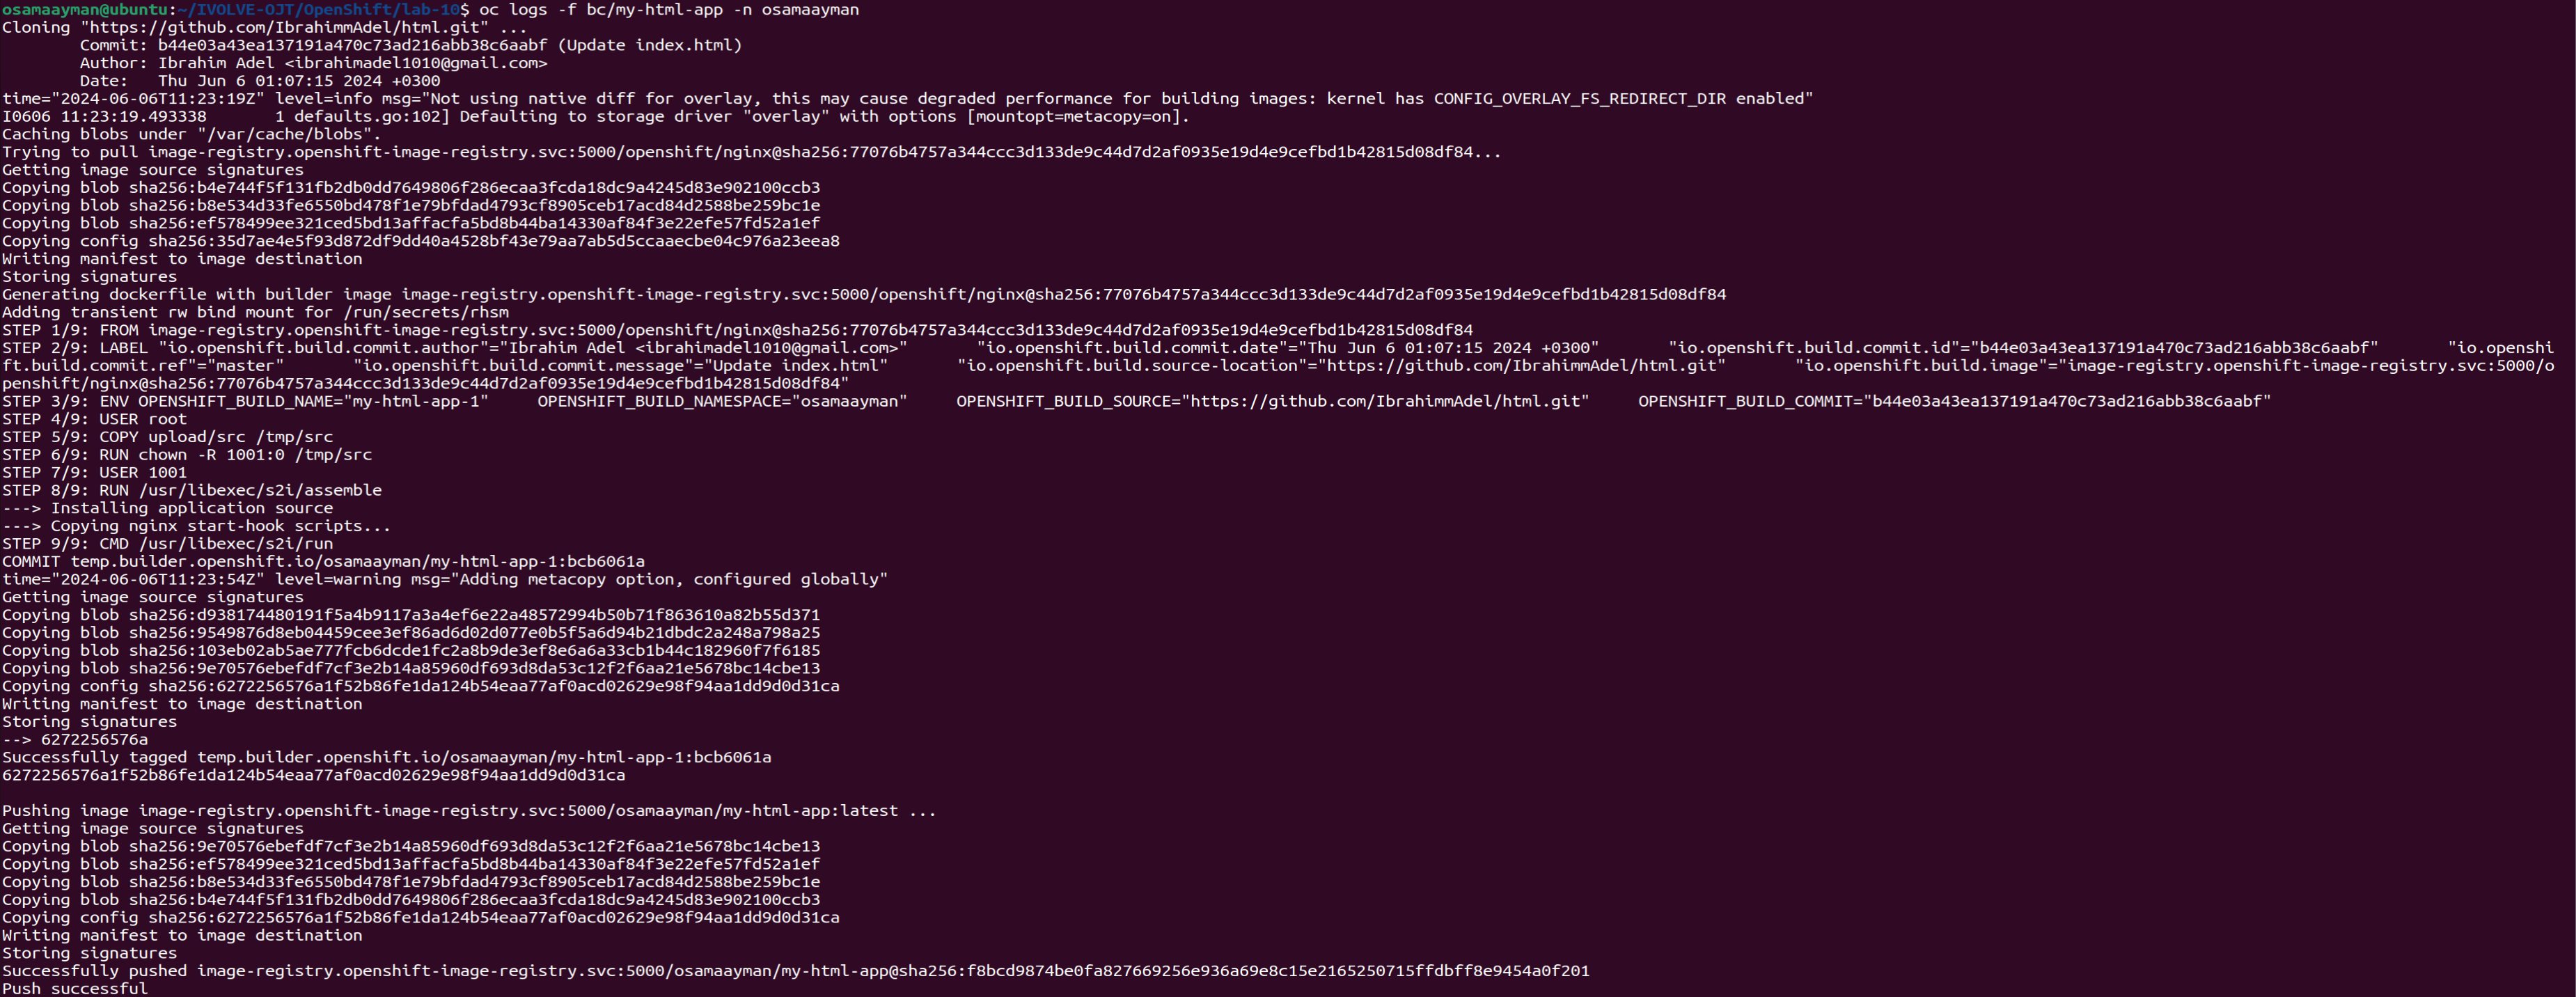 osamaayman@ubuntu:~/IVOLVE-OJT/OpenShift/lab-10$ oc logs -f bc/my-html-app -n osamaayman
Cloning "https://github.com/IbrahimmAdel/html.git" ...
        Commit: b44e03a43ea137191a470c73ad216abb38c6aabf (Update index.html)
        Author: Ibrahim Adel <ibrahimadel1010@gmail.com>
        Date:   Thu Jun 6 01:07:15 2024 +0300
time="2024-06-06T11:23:19Z" level=info msg="Not using native diff for overlay, this may cause degraded performance for building images: kernel has CONFIG_OVERLAY_FS_REDIRECT_DIR enabled"
I0606 11:23:19.493338       1 defaults.go:102] Defaulting to storage driver "overlay" with options [mountopt=metacopy=on].
Caching blobs under "/var/cache/blobs".
Trying to pull image-registry.openshift-image-registry.svc:5000/openshift/nginx@sha256:77076b4757a344ccc3d133de9c44d7d2af0935e19d4e9cefbd1b42815d08df84...
Getting image source signatures
Copying blob sha256:b4e744f5f131fb2db0dd7649806f286ecaa3fcda18dc9a4245d83e902100ccb3
Copying blob sha256:b8e534d33fe6550bd478f1e79bfdad4793cf8905ceb17acd84d2588be259bc1e
Copying blob sha256:ef578499ee321ced5bd13affacfa5bd8b44ba14330af84f3e22efe57fd52a1ef
Copying config sha256:35d7ae4e5f93d872df9dd40a4528bf43e79aa7ab5d5ccaaecbe04c976a23eea8
Writing manifest to image destination
Storing signatures
Generating dockerfile with builder image image-registry.openshift-image-registry.svc:5000/openshift/nginx@sha256:77076b4757a344ccc3d133de9c44d7d2af0935e19d4e9cefbd1b42815d08df84
Adding transient rw bind mount for /run/secrets/rhsm
STEP 1/9: FROM image-registry.openshift-image-registry.svc:5000/openshift/nginx@sha256:77076b4757a344ccc3d133de9c44d7d2af0935e19d4e9cefbd1b42815d08df84
STEP 2/9: LABEL "io.openshift.build.commit.author"="Ibrahim Adel <ibrahimadel1010@gmail.com>"       "io.openshift.build.commit.date"="Thu Jun 6 01:07:15 2024 +0300"       "io.openshift.build.commit.id"="b44e03a43ea137191a470c73ad216abb38c6aabf"       "io.openshi
ft.build.commit.ref"="master"       "io.openshift.build.commit.message"="Update index.html"       "io.openshift.build.source-location"="https://github.com/IbrahimmAdel/html.git"       "io.openshift.build.image"="image-registry.openshift-image-registry.svc:5000/o
penshift/nginx@sha256:77076b4757a344ccc3d133de9c44d7d2af0935e19d4e9cefbd1b42815d08df84"
STEP 3/9: ENV OPENSHIFT_BUILD_NAME="my-html-app-1"     OPENSHIFT_BUILD_NAMESPACE="osamaayman"     OPENSHIFT_BUILD_SOURCE="https://github.com/IbrahimmAdel/html.git"     OPENSHIFT_BUILD_COMMIT="b44e03a43ea137191a470c73ad216abb38c6aabf"
STEP 4/9: USER root
STEP 5/9: COPY upload/src /tmp/src
STEP 6/9: RUN chown -R 1001:0 /tmp/src
STEP 7/9: USER 1001
STEP 8/9: RUN /usr/libexec/s2i/assemble
---> Installing application source
---> Copying nginx start-hook scripts...
STEP 9/9: CMD /usr/libexec/s2i/run
COMMIT temp.builder.openshift.io/osamaayman/my-html-app-1:bcb6061a
time="2024-06-06T11:23:54Z" level=warning msg="Adding metacopy option, configured globally"
Getting image source signatures
Copying blob sha256:d938174480191f5a4b9117a3a4ef6e22a48572994b50b71f863610a82b55d371
Copying blob sha256:9549876d8eb04459cee3ef86ad6d02d077e0b5f5a6d94b21dbdc2a248a798a25
Copying blob sha256:103eb02ab5ae777fcb6dcde1fc2a8b9de3ef8e6a6a33cb1b44c182960f7f6185
Copying blob sha256:9e70576ebefdf7cf3e2b14a85960df693d8da53c12f2f6aa21e5678bc14cbe13
Copying config sha256:6272256576a1f52b86fe1da124b54eaa77af0acd02629e98f94aa1dd9d0d31ca
Writing manifest to image destination
Storing signatures
--> 6272256576a
Successfully tagged temp.builder.openshift.io/osamaayman/my-html-app-1:bcb6061a
6272256576a1f52b86fe1da124b54eaa77af0acd02629e98f94aa1dd9d0d31ca

Pushing image image-registry.openshift-image-registry.svc:5000/osamaayman/my-html-app:latest ...
Getting image source signatures
Copying blob sha256:9e70576ebefdf7cf3e2b14a85960df693d8da53c12f2f6aa21e5678bc14cbe13
Copying blob sha256:ef578499ee321ced5bd13affacfa5bd8b44ba14330af84f3e22efe57fd52a1ef
Copying blob sha256:b8e534d33fe6550bd478f1e79bfdad4793cf8905ceb17acd84d2588be259bc1e
Copying blob sha256:b4e744f5f131fb2db0dd7649806f286ecaa3fcda18dc9a4245d83e902100ccb3
Copying config sha256:6272256576a1f52b86fe1da124b54eaa77af0acd02629e98f94aa1dd9d0d31ca
Writing manifest to image destination
Storing signatures
Successfully pushed image-registry.openshift-image-registry.svc:5000/osamaayman/my-html-app@sha256:f8bcd9874be0fa827669256e936a69e8c15e2165250715ffdbff8e9454a0f201
Push successful